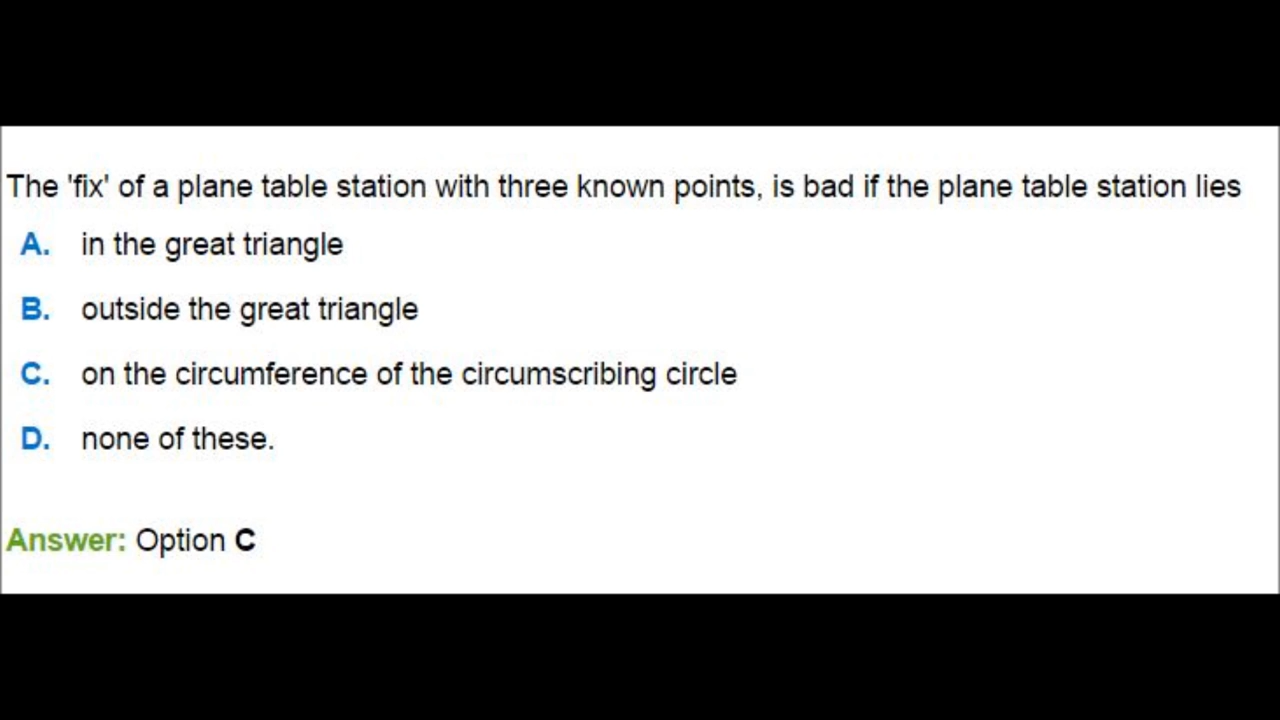 The 'fix' of a plane table station with three known points, is bad if the plane table station lies
A. in the great triangle
B. outside the great triangle
C. on the circumference of the circumscribing circle
D. none of these.
Answer: Option C